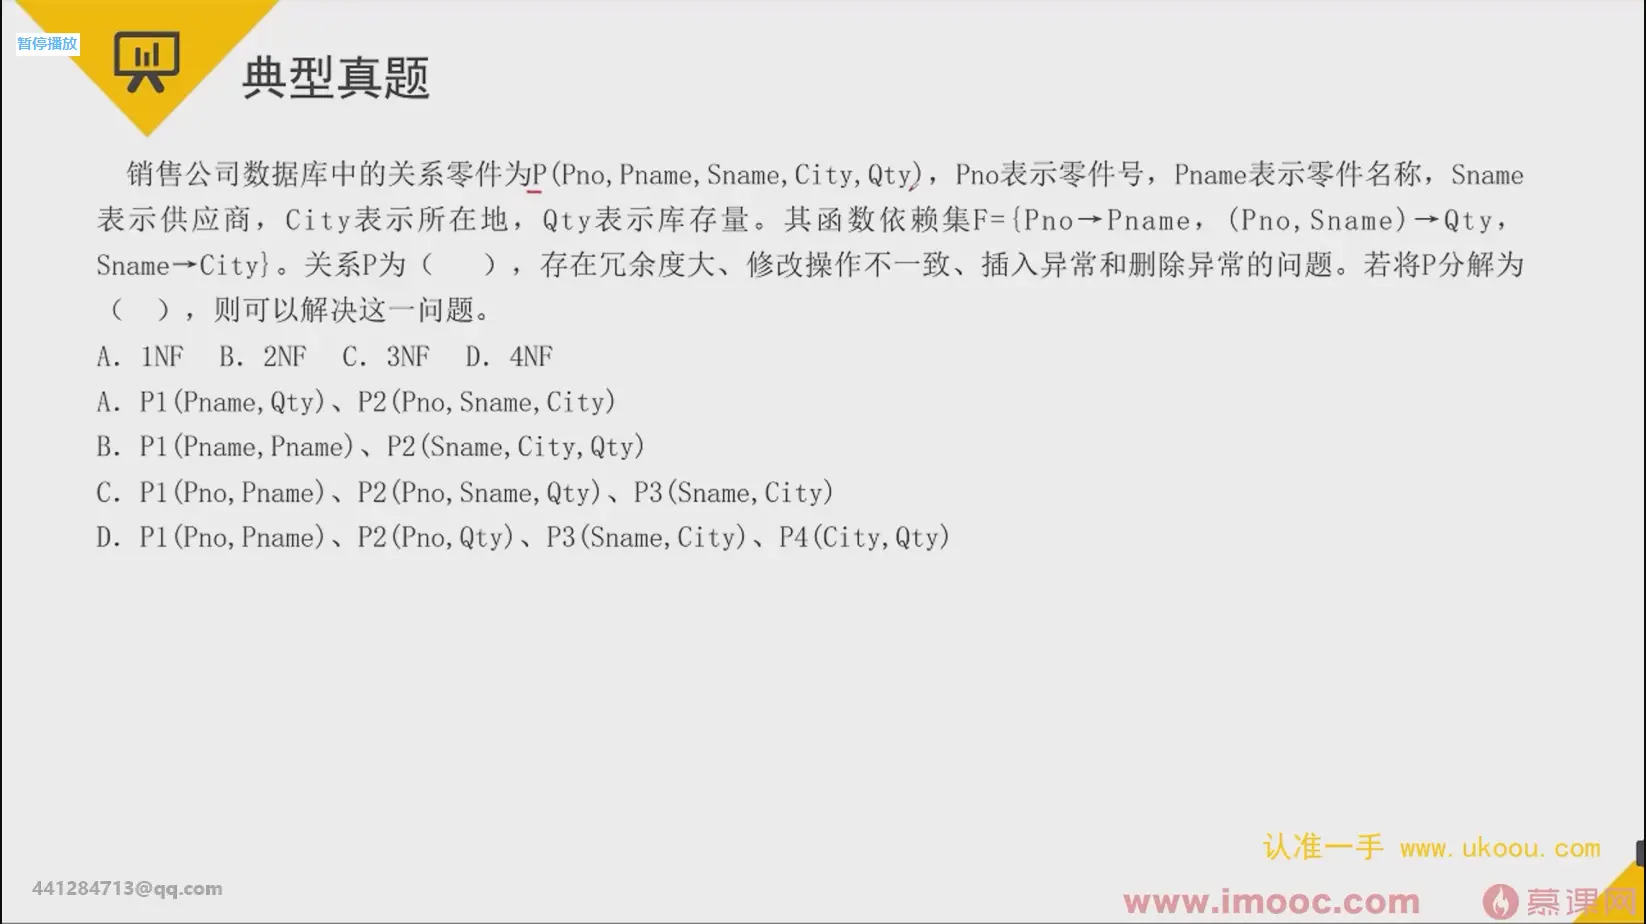 暂停播放
典型真题
销售公司数据库中的关系零件为P(Pno,Pname,Sname,City,Qty)，Pno表示零件号，Pname表示零件名称，Sname
表示供应商，City表示所在地，Qty表示库存量。其函数依赖集F={Pno→Pname，(Pno,Sname)→Qty，
Sname→City}。关系P为（　　），存在冗余度大、修改操作不一致、插入异常和删除异常的问题。若将P分解为
（　），则可以解决这一问题。
A. 1NF B. 2NF C. 3NF D. 4NF
A. P1(Pname,Qty)、P2(Pno,Sname,City)
B. P1(Pname,Pname)、P2(Sname,City,Qty)
C. P1(Pno,Pname)、P2(Pno,Sname,Qty)、P3(Sname,City)
D. P1(Pno,Pname)、P2(Pno,Qty)、P3(Sname,City)、P4(City,Qty)
认准一手 www.ukoou.com
441284713@qq.com
www.imooc.com 慕课网